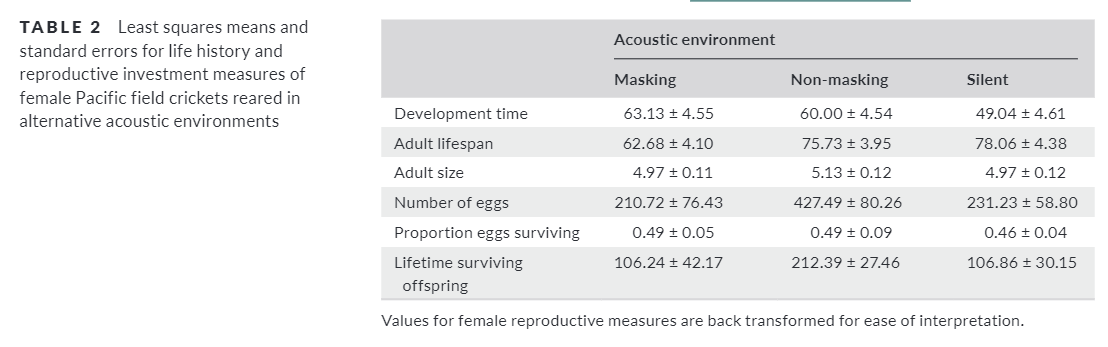 TABLE 2 Least squares means and
standard errors for life history and
reproductive investment measures of
female Pacific field crickets reared in
alternative acoustic environments
Acoustic environment
Masking Non-masking Silent
Development time 63.13 ± 4.55 60.00 ± 4.54 49.04 ± 4.61
Adult lifespan 62.68 ± 4.10 75.73 ± 3.95 78.06 ± 4.38
Adult size 4.97 ± 0.11 5.13 ± 0.12 4.97 ± 0.12
Number of eggs 210.72 ± 76.43 427.49 ± 80.26 231.23 ± 58.80
Proportion eggs surviving 0.49 ± 0.05 0.49 ± 0.09 0.46 ± 0.04
Lifetime surviving 106.24 ± 42.17 212.39 ± 27.46 106.86 ± 30.15
offspring
Values for female reproductive measures are back transformed for ease of interpretation.